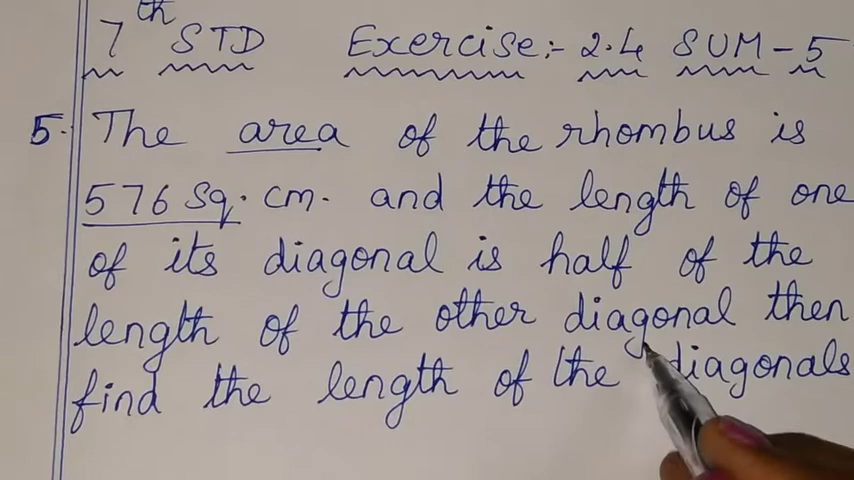 7th STD Exercise:- 2.4 SUM-5
5. The area of the rhombus is
576 Sq. cm. and the length of one
of its diagonal is half of the
length of the other diagonal then
find the length of the diagonals